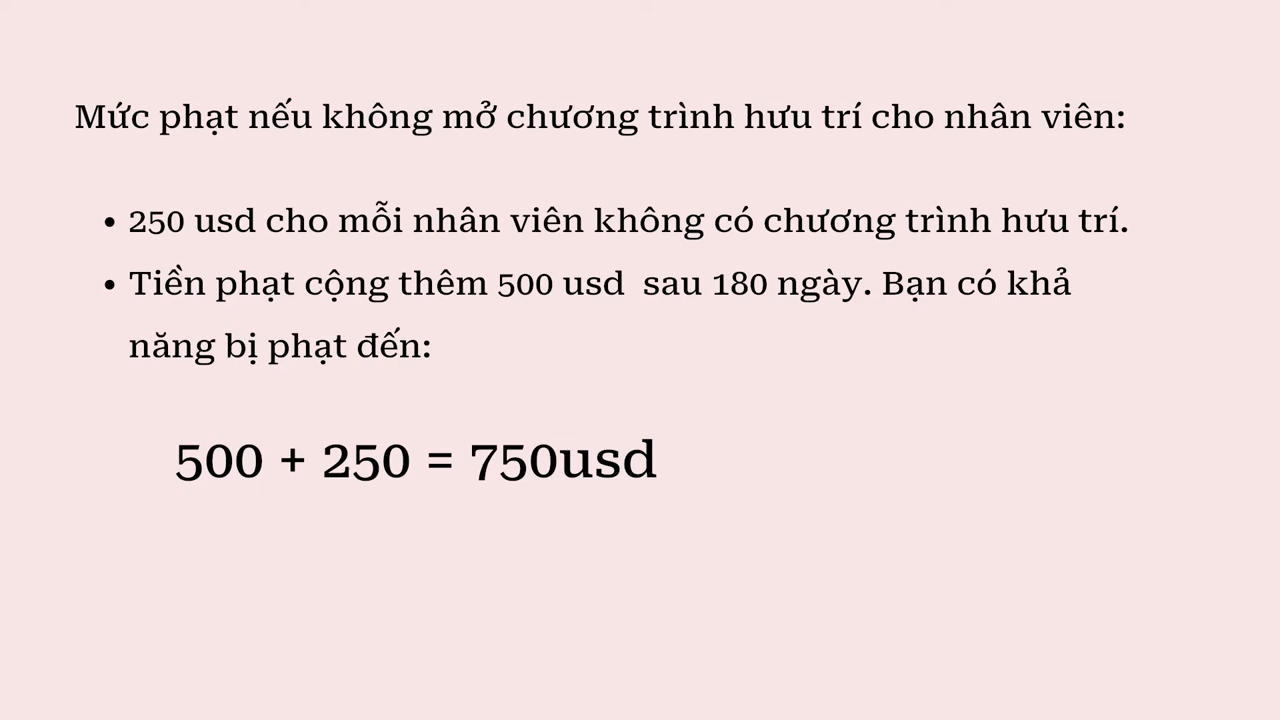 Mức phạt nếu không mở chương trình hưu trí cho nhân viên:
• 250 usd cho mỗi nhân viên không có chương trình hưu trí.
• Tiền phạt cộng thêm 500 usd  sau 180 ngày. Bạn có khả
năng bị phạt đến:
500 + 250 = 750usd